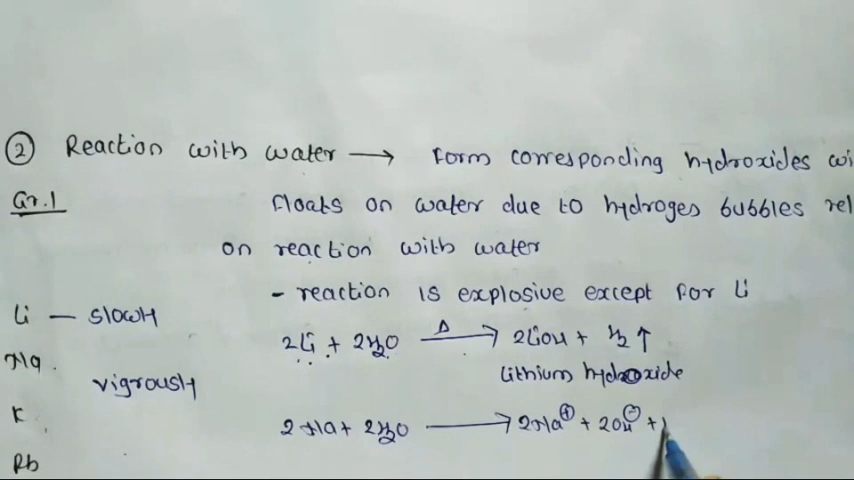 ② Reaction with water → Form corresponding hydroxides wi
Gr.1 Floats on water due to hydroges bubbles rel
on reaction with water
- reaction is explosive except for Li
Li — slowly
2Li + 2H₂O —Δ→ 2LiOH + H₂ ↑
Na
Lithium hydroxide
vigrously
K
2Na + 2H₂O → 2Na⊕ + 2OH⊖ +
Rb